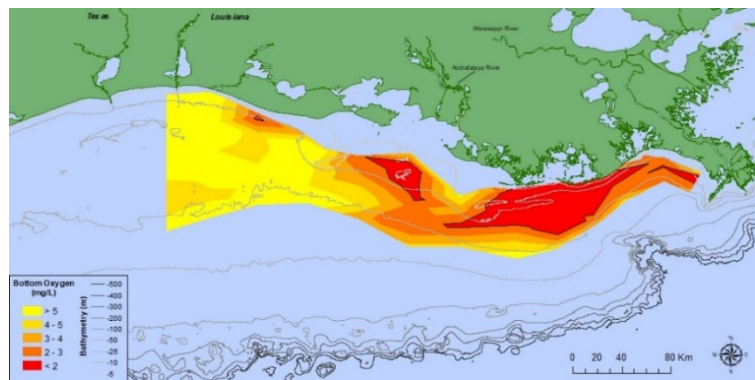 Texas
Louisiana
Mississippi River
Atchafalaya River
Bottom Oxygen
(mg/L)
> 5
4 - 5
3 - 4
2 - 3
< 2
Bathymetry (m)
-500
-400
-300
-200
-100
-50
-25
-10
-5
N
W
E
S
0 20 40 80 Km